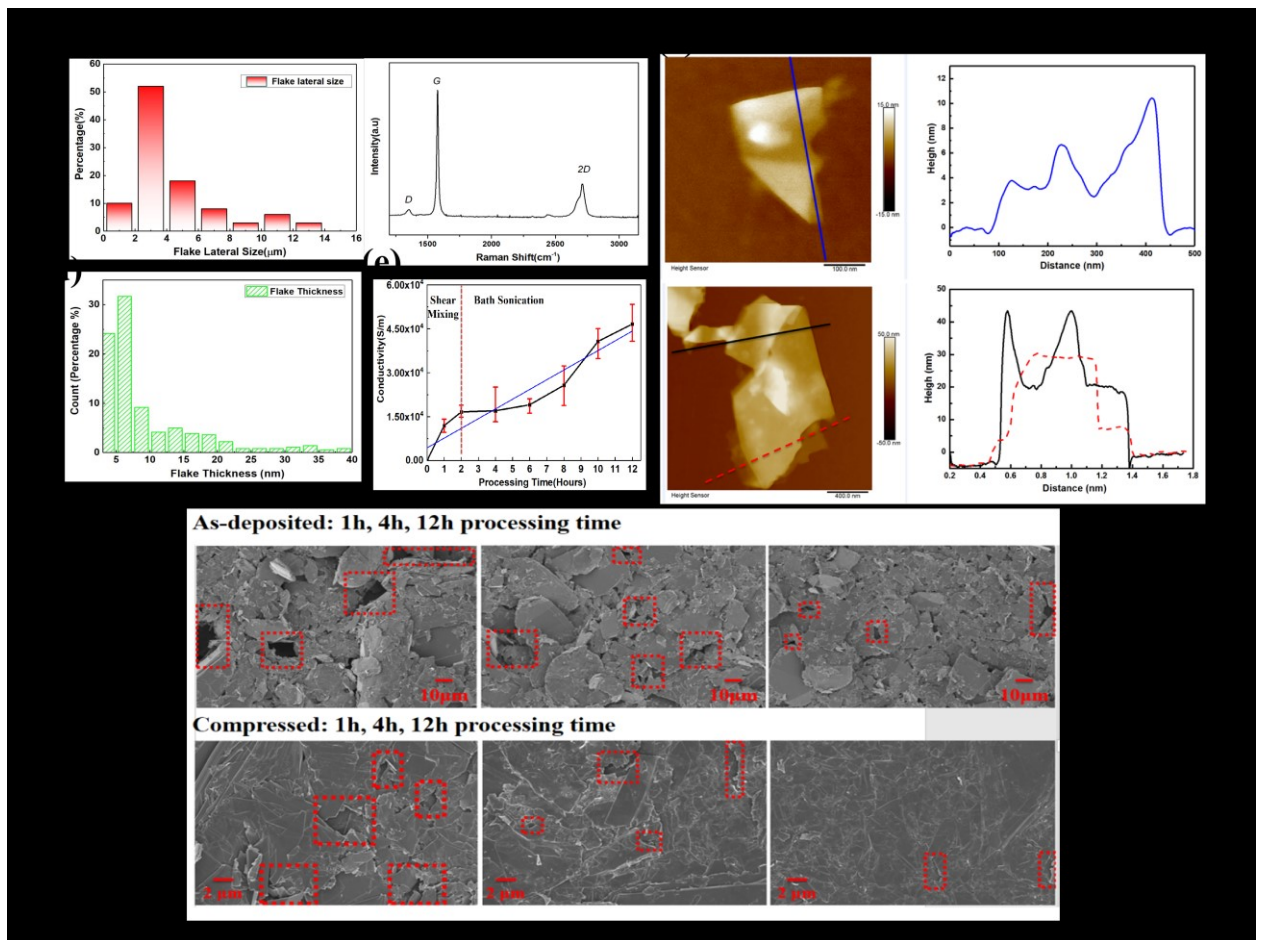 60
50
40
30
20
10
0
Percentage(%)
Flake lateral size
0 2 4 6 8 10 12 14 16
Flake Lateral Size(μm)
Intensity(a.u)
D
G
2D
1500 2000 2500 3000
Raman Shift(cm⁻¹)
15.0 nm
-15.0 nm
Height Sensor
100.0 nm
12
10
8
6
4
2
0
Heigh (nm)
0 100 200 300 400 500
Distance (nm)
(e)
30
20
10
0
Count (Percentage %)
Flake Thickness
5 10 15 20 25 30 35 40
Flake Thickness (nm)
6.00x10⁴
4.50x10⁴
3.00x10⁴
1.50x10⁴
0.00
Conductivity(S/m)
Shear
Mixing
Bath Sonication
0 1 2 4 6 8 10 12
Processing Time(Hours)
50.0 nm
-50.0 nm
Height Sensor
400.0 nm
50
40
30
20
10
0
Heigh (nm)
0.2 0.4 0.6 0.8 1.0 1.2 1.4 1.6 1.8
Distance (nm)
As-deposited: 1h, 4h, 12h processing time
10μm
10μm
10μm
Compressed: 1h, 4h, 12h processing time
2 μm
2 μm
2 μm